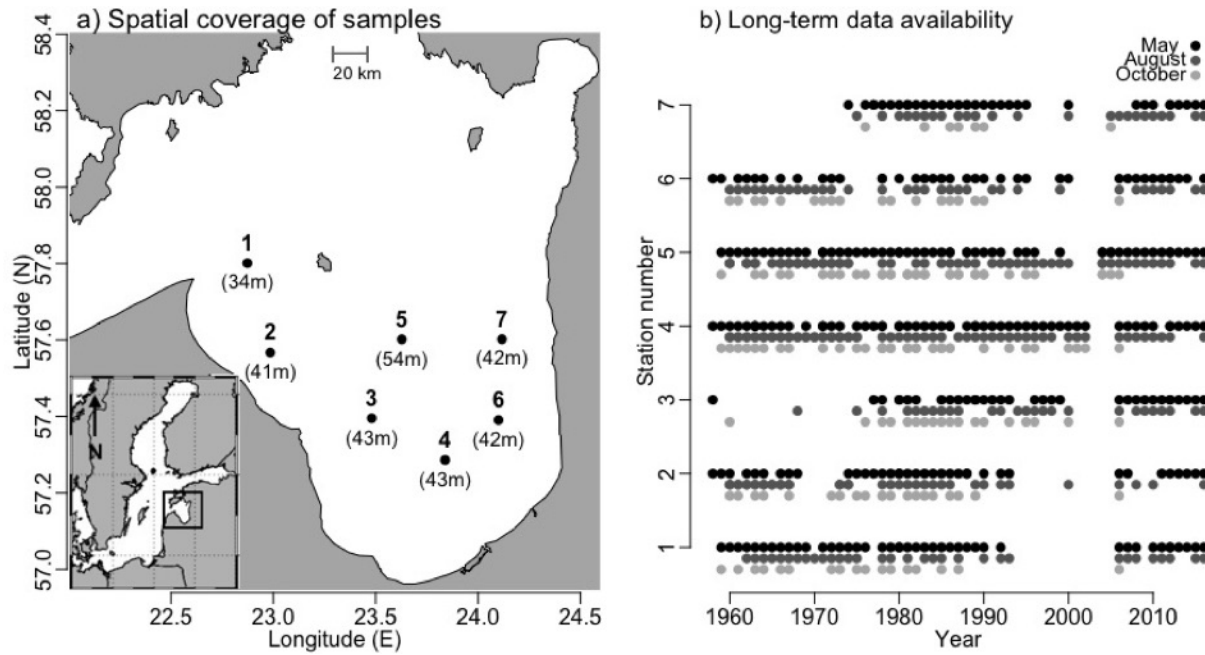 a) Spatial coverage of samples
58.4
58.2
58.0
57.8
57.6
57.4
57.2
57.0
Latitude (N)
20 km
1
(34m)
2
(41m)
5
(54m)
7
(42m)
3
(43m)
6
(42m)
4
(43m)
N
22.5
23.0
23.5
24.0
24.5
Longitude (E)
b) Long-term data availability
May
August
October
Station number
7
6
5
4
3
2
1
1960
1970
1980
1990
2000
2010
Year